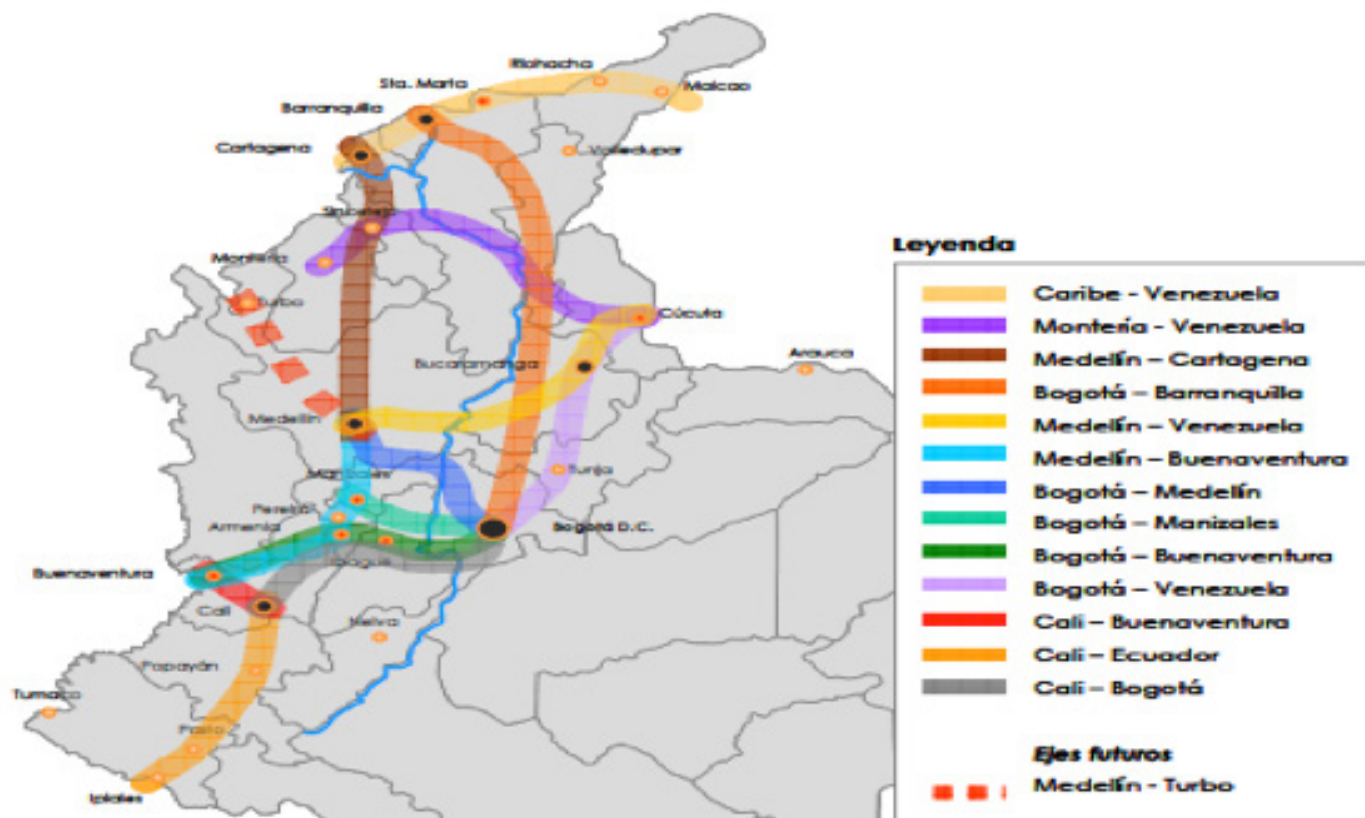 Riohacha
Sta. Marta
Maicao
Barranquilla
Cartagena
Valledupar
Sincelejo
Montería
Turbo
Cúcuta
Bucaramanga
Arauca
Medellín
Manizales
Tunja
Pereira
Armenia
Bogotá D.C.
Ibagué
Buenaventura
Cali
Neiva
Popayán
Tumaco
Pasto
Ipiales
Leyenda
Caribe - Venezuela
Montería - Venezuela
Medellín – Cartagena
Bogotá – Barranquilla
Medellín – Venezuela
Medellín – Buenaventura
Bogotá – Medellín
Bogotá – Manizales
Bogotá – Buenaventura
Bogotá – Venezuela
Cali – Buenaventura
Cali – Ecuador
Cali – Bogotá
Ejes futuros
Medellín - Turbo